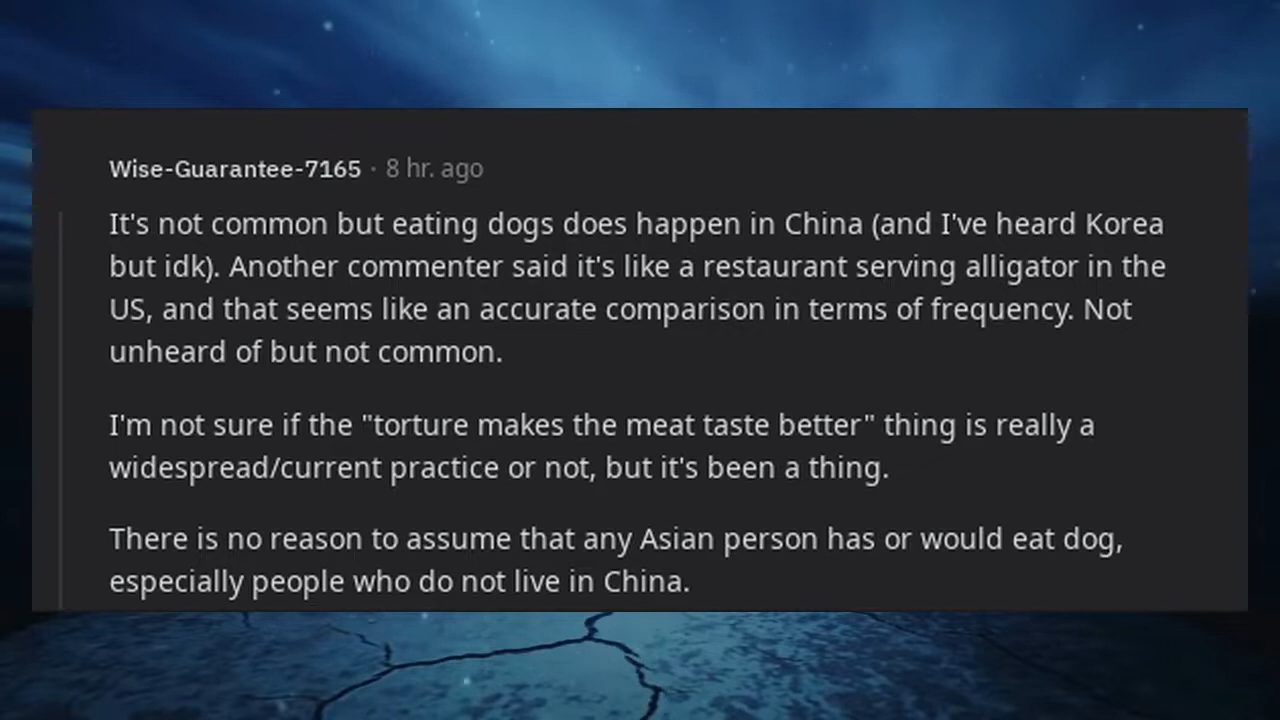 Wise-Guarantee-7165 · 8 hr. ago
It's not common but eating dogs does happen in China (and I've heard Korea
but idk). Another commenter said it's like a restaurant serving alligator in the
US, and that seems like an accurate comparison in terms of frequency. Not
unheard of but not common.
I'm not sure if the "torture makes the meat taste better" thing is really a
widespread/current practice or not, but it's been a thing.
There is no reason to assume that any Asian person has or would eat dog,
especially people who do not live in China.